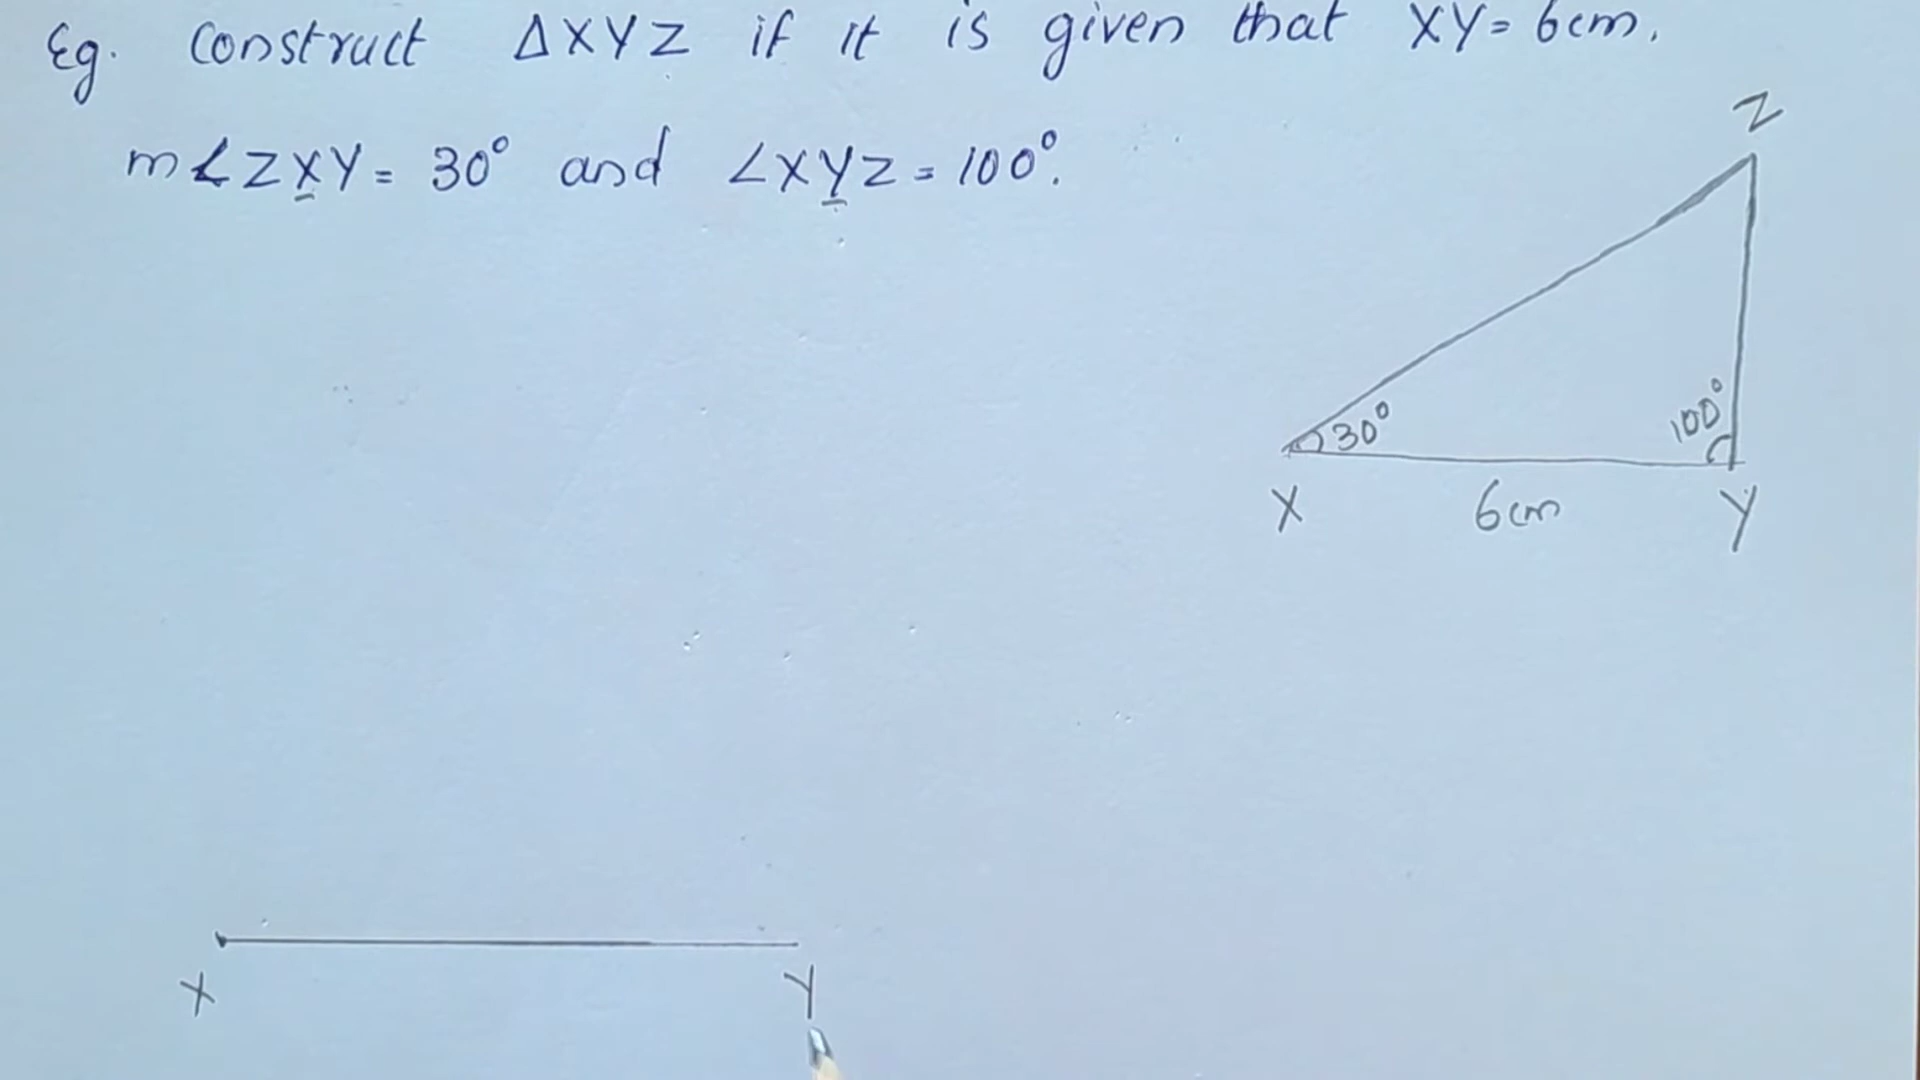 Eg. Construct ΔXYZ if it is given that XY = 6cm.
m∠ZXY = 30° and ∠XYZ = 100°.
Z
30°
100°
X 6cm Y
X Y